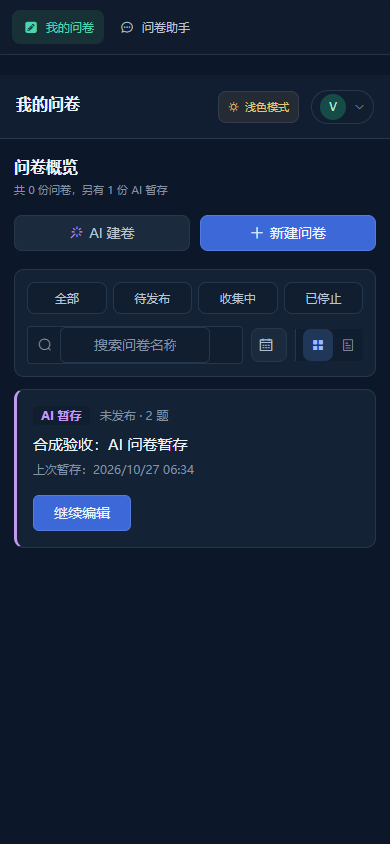 我的问卷 问卷助手
我的问卷 浅色模式 V
问卷概览
共 0 份问卷，另有 1 份 AI 暂存
AI 建卷 新建问卷
全部 待发布 收集中 已停止
搜索问卷名称
AI 暂存 未发布 · 2 题
合成验收：AI 问卷暂存
上次暂存：2026/10/27 06:34
继续编辑